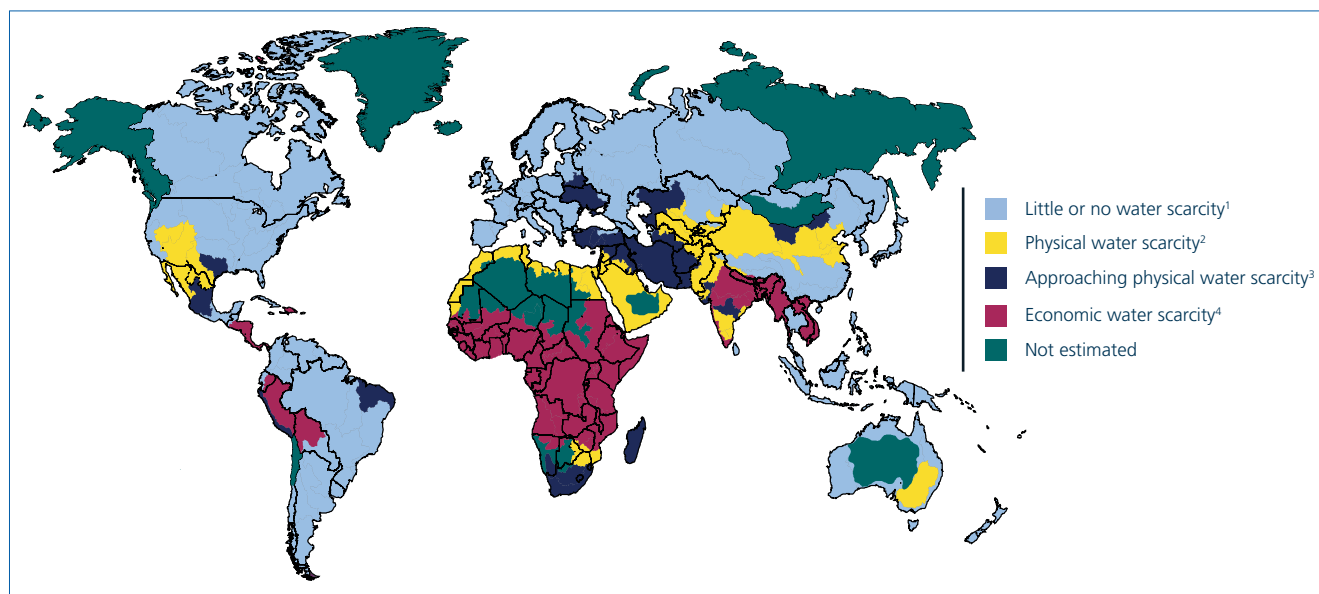 Little or no water scarcity¹
Physical water scarcity²
Approaching physical water scarcity³
Economic water scarcity⁴
Not estimated